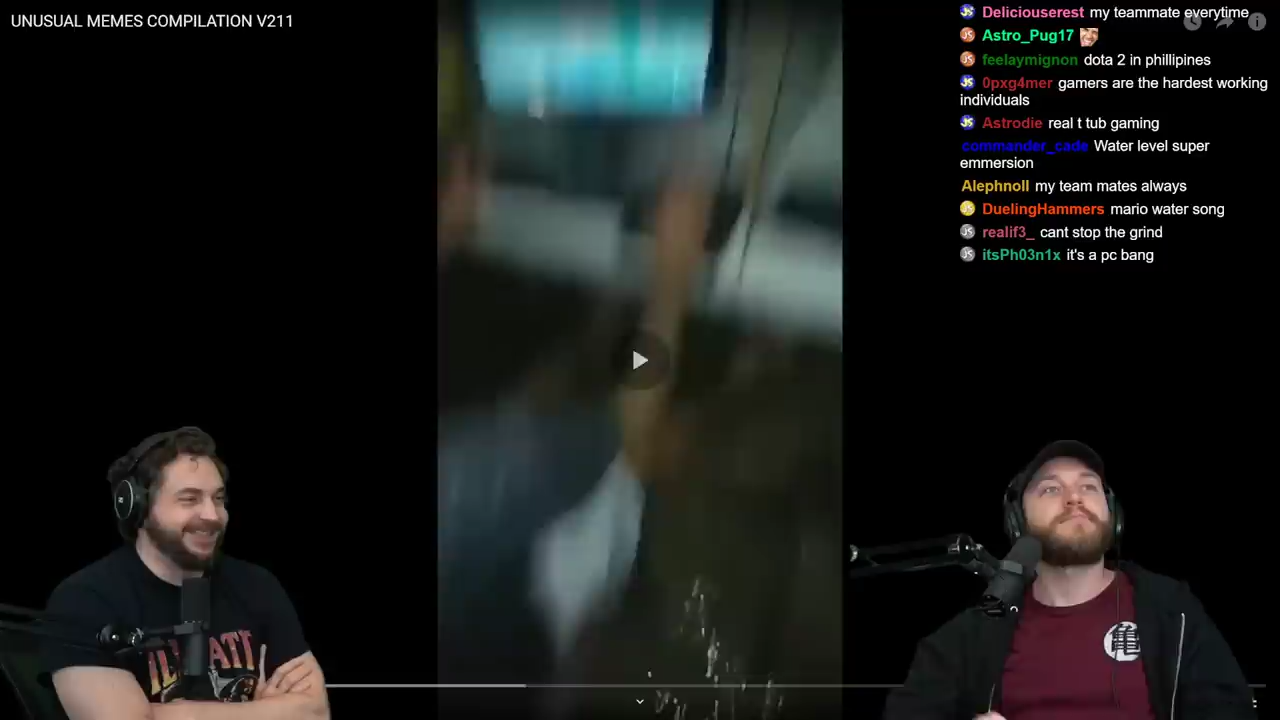 UNUSUAL MEMES COMPILATION V211
Deliciouserest my teammate everytime
Astro_Pug17
feelaymignon dota 2 in phillipines
0pxg4mer gamers are the hardest working
individuals
Astrodie real t tub gaming
commander_cade Water level super
emmersion
Alephnoll my team mates always
DuelingHammers mario water song
realif3_ cant stop the grind
itsPh03n1x it's a pc bang
亀